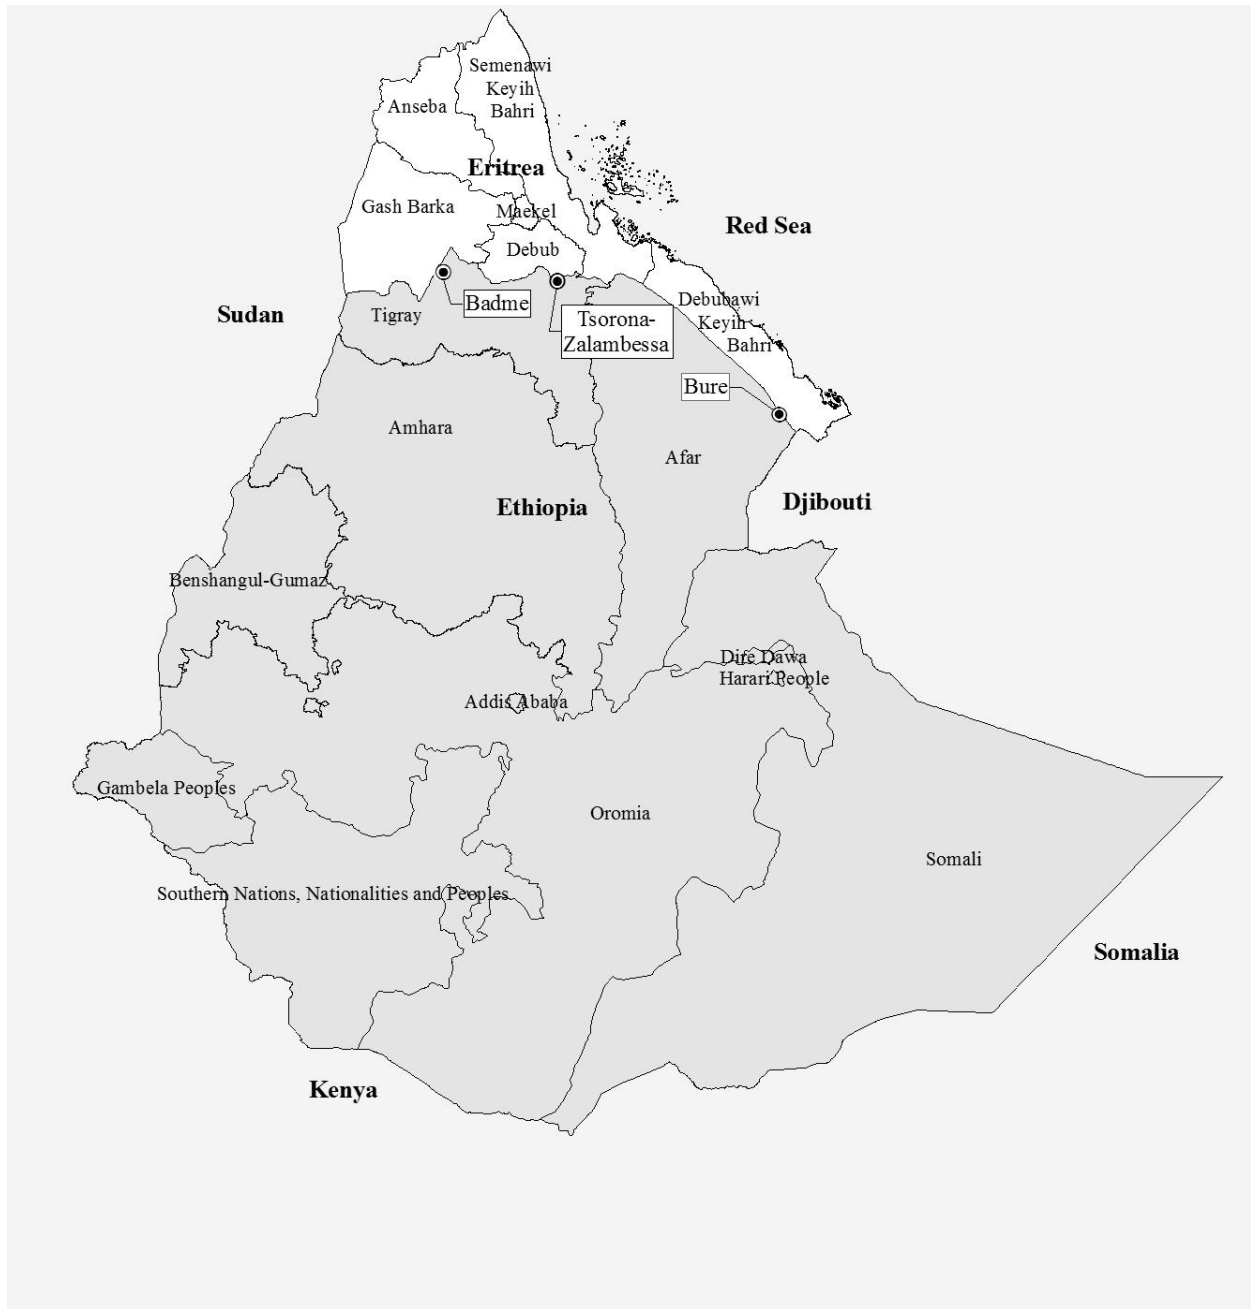 Semenawi
Keyih
Bahri
Anseba
Eritrea
Gash Barka
Maekel
Red Sea
Debub
Badme
Debubawi
Keyih
Bahri
Sudan
Tigray
Tsorona-
Zalambessa
Bure
Amhara
Afar
Ethiopia
Djibouti
Benshangul-Gumaz
Dire Dawa
Harari People
Addis Ababa
Gambela Peoples
Oromia
Somali
Southern Nations, Nationalities and Peoples
Somalia
Kenya